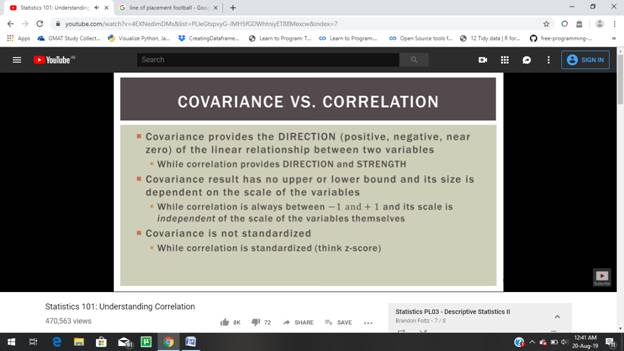 Statistics 101: Understanding
line of placement football - Goo
youtube.com/watch?v=4EXNedimDMs&list=PLIeGtxpvyG-JMH5fGDWhtniyET88Mexcw&index=7
Apps
GMAT Study Collect...
Python
Visualize Python, Ja...
CreatingDataframe...
Learn to Program: T...
Learn to Program:...
Open Source tools f...
12 Tidy data | R for...
free-programming-...
YouTube
Search
SIGN IN
COVARIANCE VS. CORRELATION
Covariance provides the DIRECTION (positive, negative, near
zero) of the linear relationship between two variables
While correlation provides DIRECTION and STRENGTH
Covariance result has no upper or lower bound and its size is
dependent on the scale of the variables
While correlation is always between −1 and + 1 and its scale is
independent of the scale of the variables themselves
Covariance is not standardized
While correlation is standardized (think z-score)
Statistics 101: Understanding Correlation
470,563 views
8K
72
SHARE
SAVE
Statistics PL03 - Descriptive Statistics II
Brandon Foltz - 7 / 8
12:41 AM
20-Aug-19